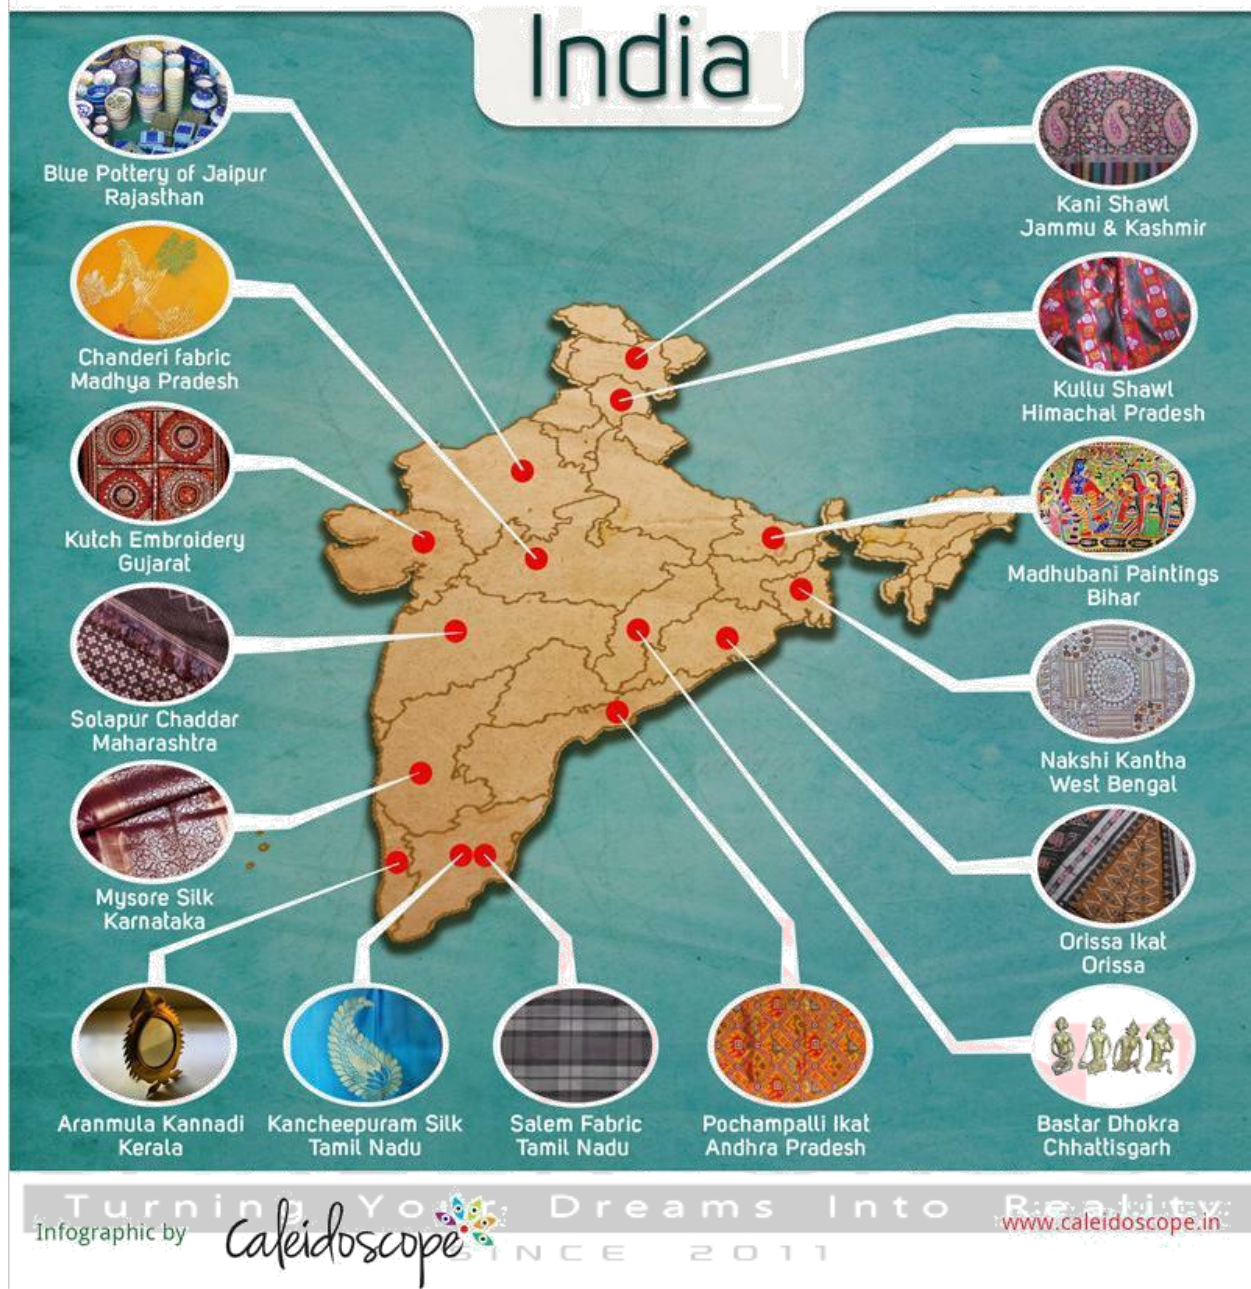 India
Blue Pottery of Jaipur
Rajasthan
Kani Shawl
Jammu & Kashmir
Chanderi fabric
Madhya Pradesh
Kullu Shawl
Himachal Pradesh
Kutch Embroidery
Gujarat
Madhubani Paintings
Bihar
Solapur Chaddar
Maharashtra
Nakshi Kantha
West Bengal
Mysore Silk
Karnataka
Orissa Ikat
Orissa
Aranmula Kannadi
Kerala
Kancheepuram Silk
Tamil Nadu
Salem Fabric
Tamil Nadu
Pochampalli Ikat
Andhra Pradesh
Bastar Dhokra
Chhattisgarh
Turning Your Dreams Into Reality
Infographic by
Caleidoscope
www.caleidoscope.in
SINCE 2011